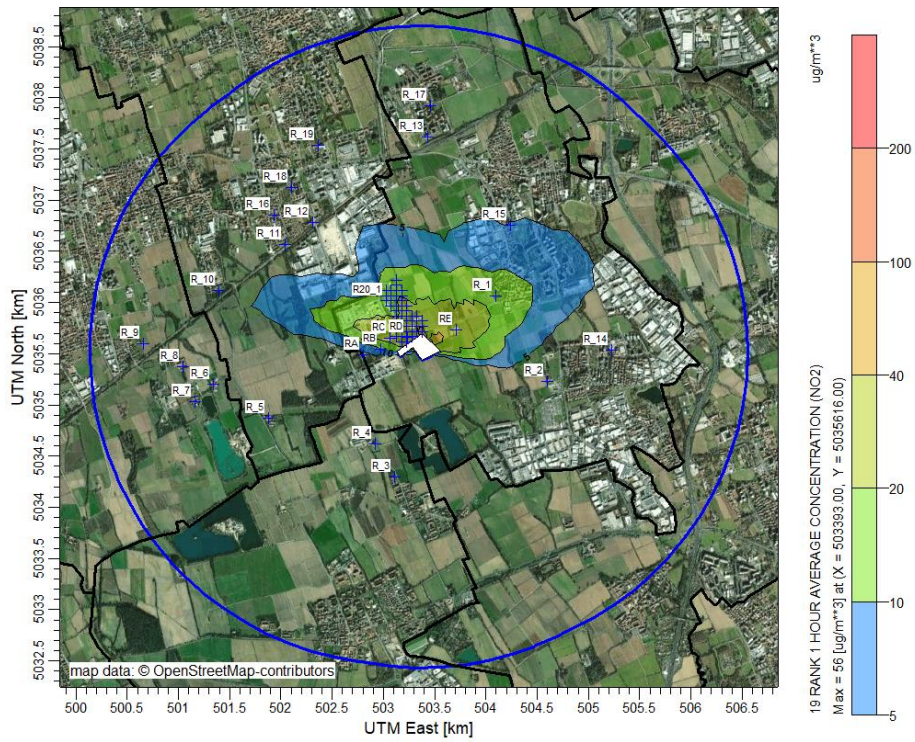 5038.5
5038
5037.5
5037
5036.5
5036
5035.5
5035
5034.5
5034
5033.5
5033
5032.5
UTM North [km]
R_17
R_13
R_19
R_18
R_16
R_12
R_11
R_15
R_10
R20_1
R_1
RC
RD
RE
RB
RA
R_9
R_14
R_8
R_6
R_7
R_2
R_5
R_4
R_3
5
5
map data: © OpenStreetMap-contributors
500
500.5
501
501.5
502
502.5
503
503.5
504
504.5
505
505.5
506
506.5
UTM East [km]
19 RANK 1 HOUR AVERAGE CONCENTRATION (NO2)
Max = 56 [ug/m**3] at (X = 503393.00, Y = 5035616.00)
ug/m**3
200
100
40
20
10
5